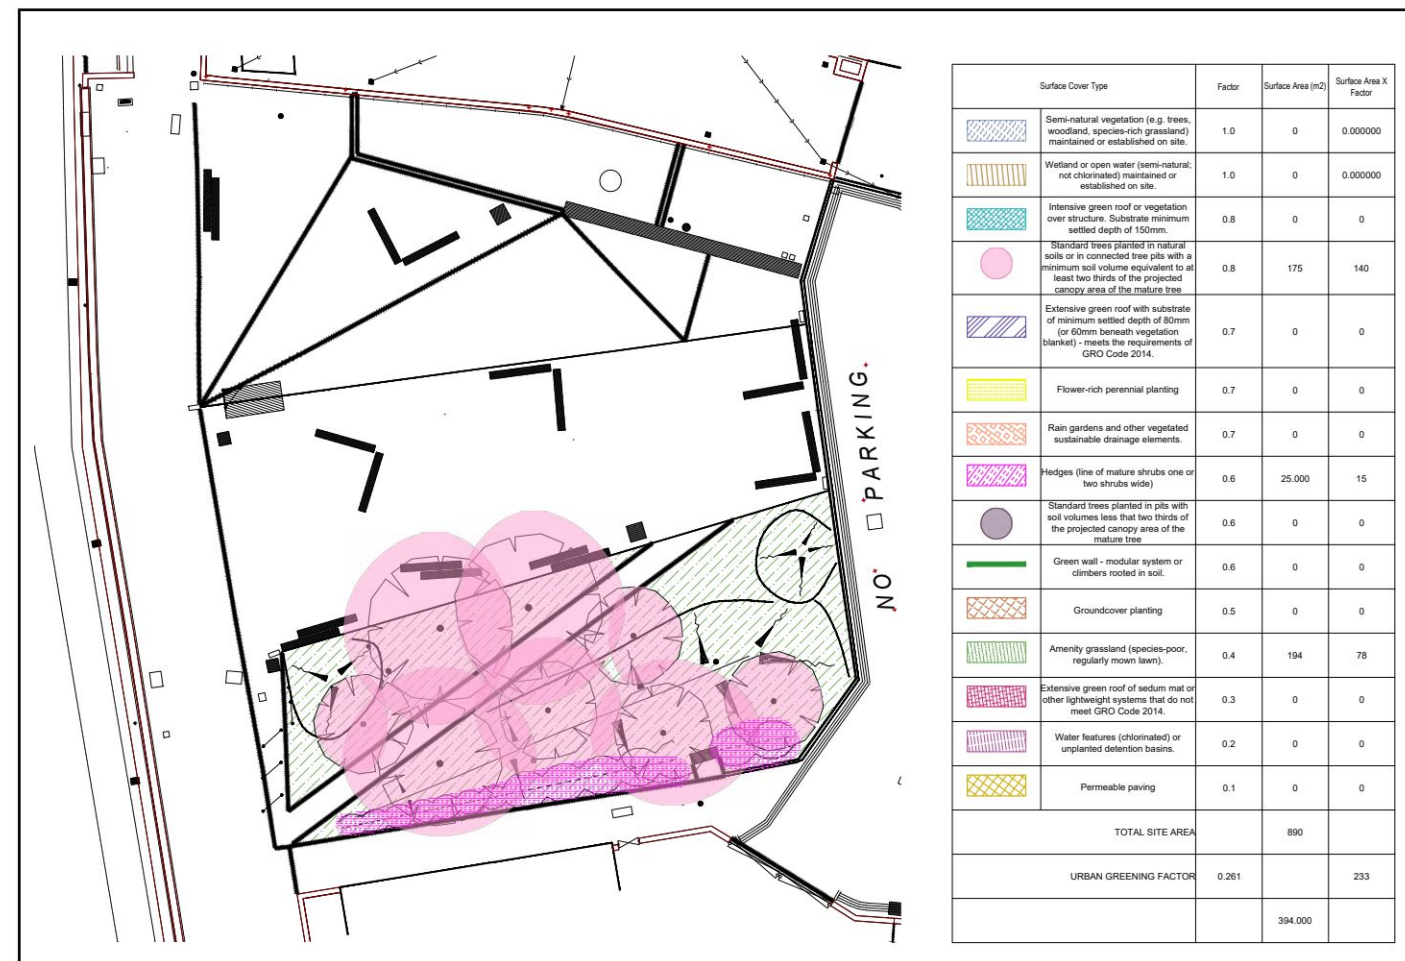 NO PARKING
Surface Cover Type Factor Surface Area (m2) Surface Area X
Factor
Semi-natural vegetation (e.g. trees,
woodland, species-rich grassland)
maintained or established on site.
1.0 0 0.000000
Wetland or open water (semi-natural;
not chlorinated) maintained or
established on site.
1.0 0 0.000000
Intensive green roof or vegetation
over structure. Substrate minimum
settled depth of 150mm.
0.8 0 0
Standard trees planted in natural
soils or in connected tree pits with a
minimum soil volume equivalent to at
least two thirds of the projected
canopy area of the mature tree
0.8 175 140
Extensive green roof with substrate
of minimum settled depth of 80mm
(or 60mm beneath vegetation
blanket) - meets the requirements of
GRO Code 2014.
0.7 0 0
Flower-rich perennial planting 0.7 0 0
Rain gardens and other vegetated
sustainable drainage elements.
0.7 0 0
Hedges (line of mature shrubs one or
two shrubs wide)
0.6 25.000 15
Standard trees planted in pits with
soil volumes less that two thirds of
the projected canopy area of the
mature tree
0.6 0 0
Green wall - modular system or
climbers rooted in soil.
0.6 0 0
Groundcover planting 0.5 0 0
Amenity grassland (species-poor,
regularly mown lawn).
0.4 194 78
Extensive green roof of sedum mat or
other lightweight systems that do not
meet GRO Code 2014.
0.3 0 0
Water features (chlorinated) or
unplanted detention basins.
0.2 0 0
Permeable paving 0.1 0 0
TOTAL SITE AREA 890
URBAN GREENING FACTOR 0.261 233
394.000